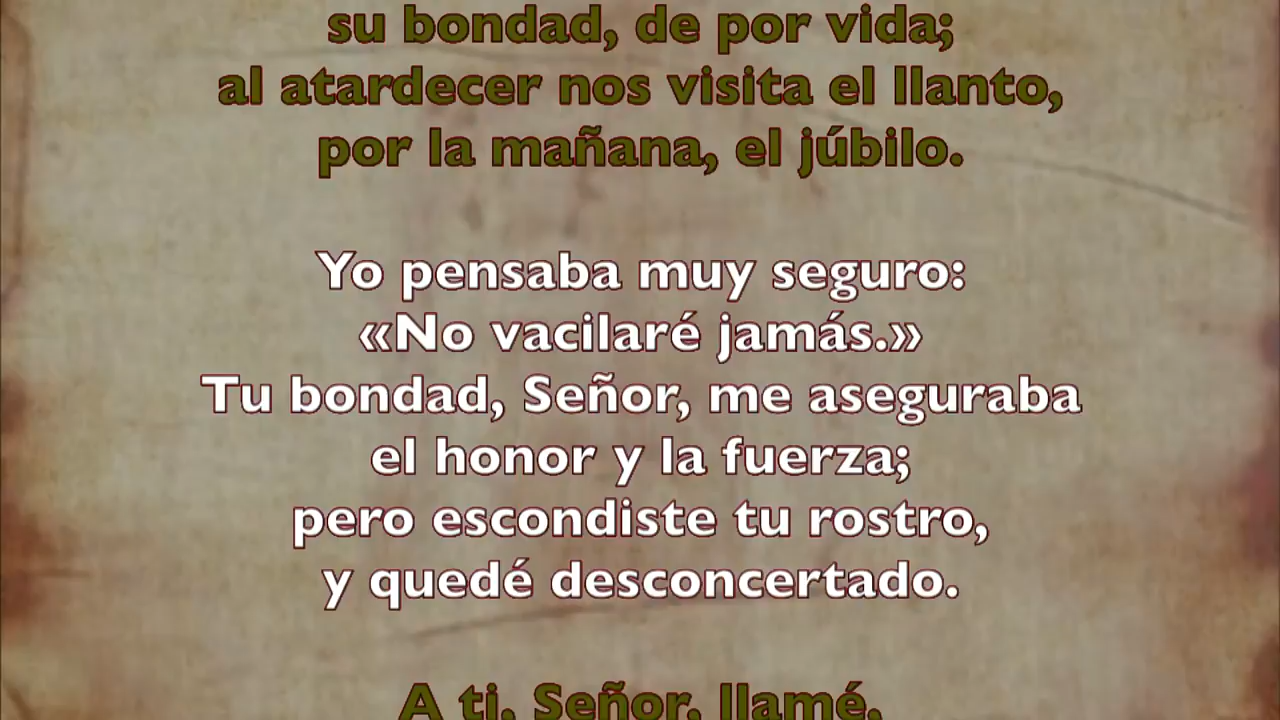 su bondad, de por vida;
al atardecer nos visita el llanto,
por la mañana, el júbilo.
Yo pensaba muy seguro:
«No vacilaré jamás.»
Tu bondad, Señor, me aseguraba
el honor y la fuerza;
pero escondiste tu rostro,
y quedé desconcertado.
A ti, Señor, llamé,